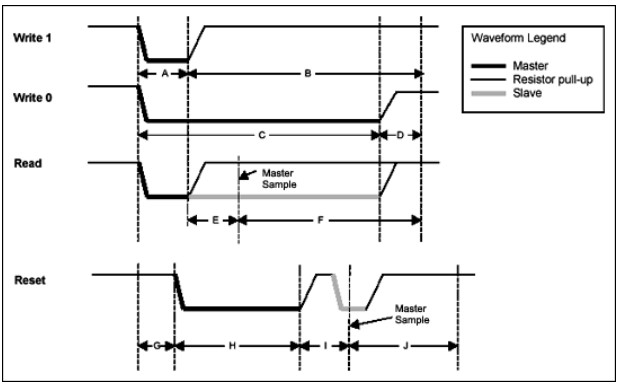 Write 1
A
B
Waveform Legend
Master
Resistor pull-up
Slave
Write 0
C
D
Read
Master
Sample
E
F
Reset
Master
Sample
G
H
I
J